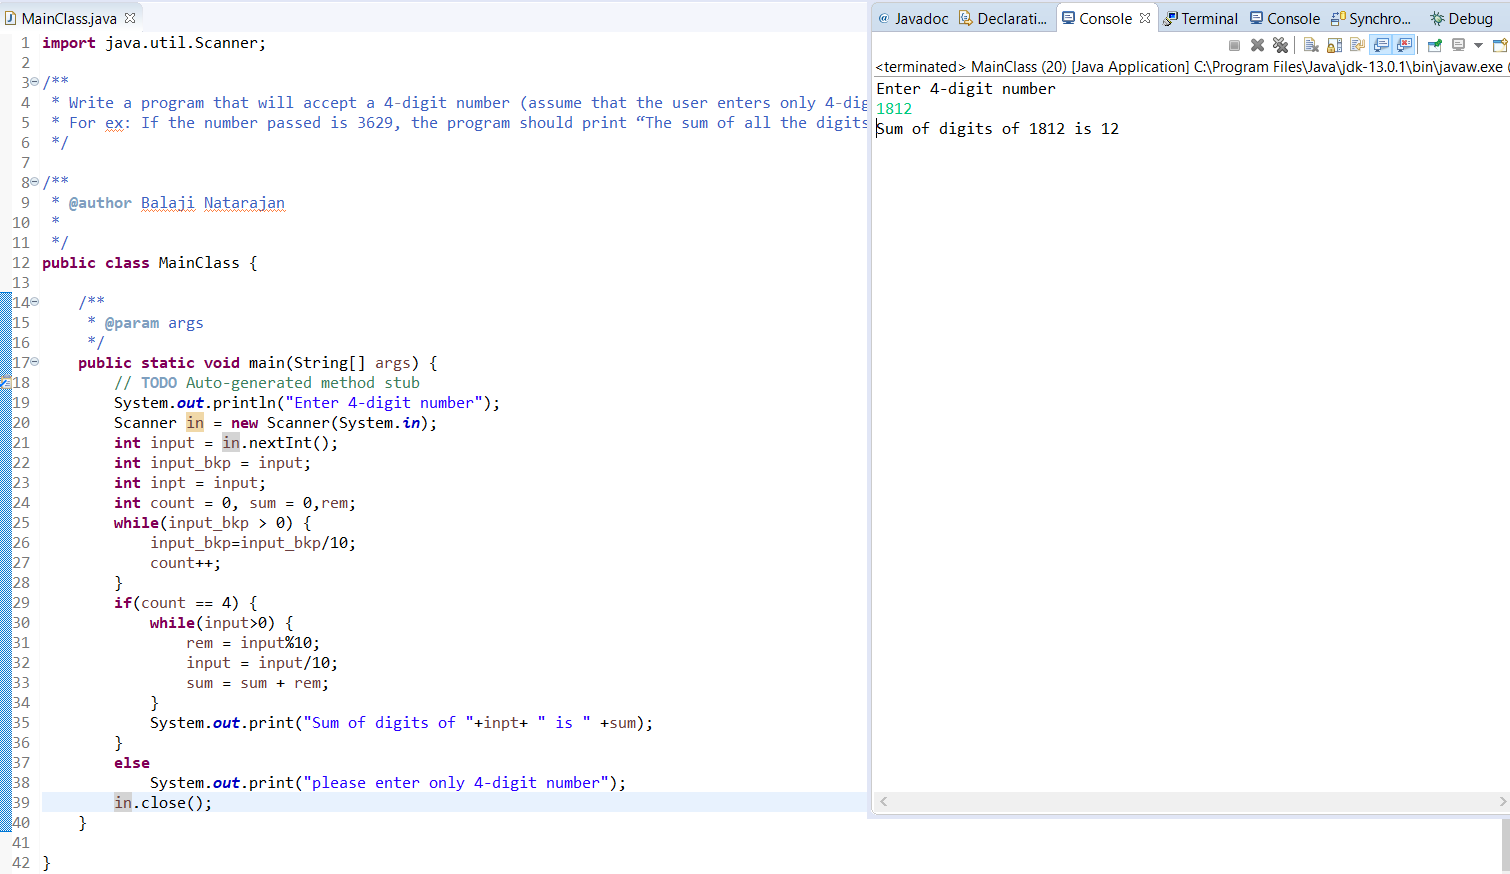 MainClass.java
1 import java.util.Scanner;
2
3 /**
4 * Write a program that will accept a 4-digit number (assume that the user enters only 4-dig
5 * For ex: If the number passed is 3629, the program should print “The sum of all the digits
6 */
7
8 /**
9 * @author Balaji Natarajan
10 *
11 */
12 public class MainClass {
13
14 /**
15 * @param args
16 */
17 public static void main(String[] args) {
18 // TODO Auto-generated method stub
19 System.out.println("Enter 4-digit number");
20 Scanner in = new Scanner(System.in);
21 int input = in.nextInt();
22 int input_bkp = input;
23 int inpt = input;
24 int count = 0, sum = 0,rem;
25 while(input_bkp > 0) {
26 input_bkp=input_bkp/10;
27 count++;
28 }
29 if(count == 4) {
30 while(input>0) {
31 rem = input%10;
32 input = input/10;
33 sum = sum + rem;
34 }
35 System.out.print("Sum of digits of "+inpt+ " is " +sum);
36 }
37 else
38 System.out.print("please enter only 4-digit number");
39 in.close();
40 }
41
42 }
@ Javadoc Declarati... Console Terminal Console Synchro... Debug
<terminated> MainClass (20) [Java Application] C:\Program Files\Java\jdk-13.0.1\bin\javaw.exe (
Enter 4-digit number
1812
Sum of digits of 1812 is 12